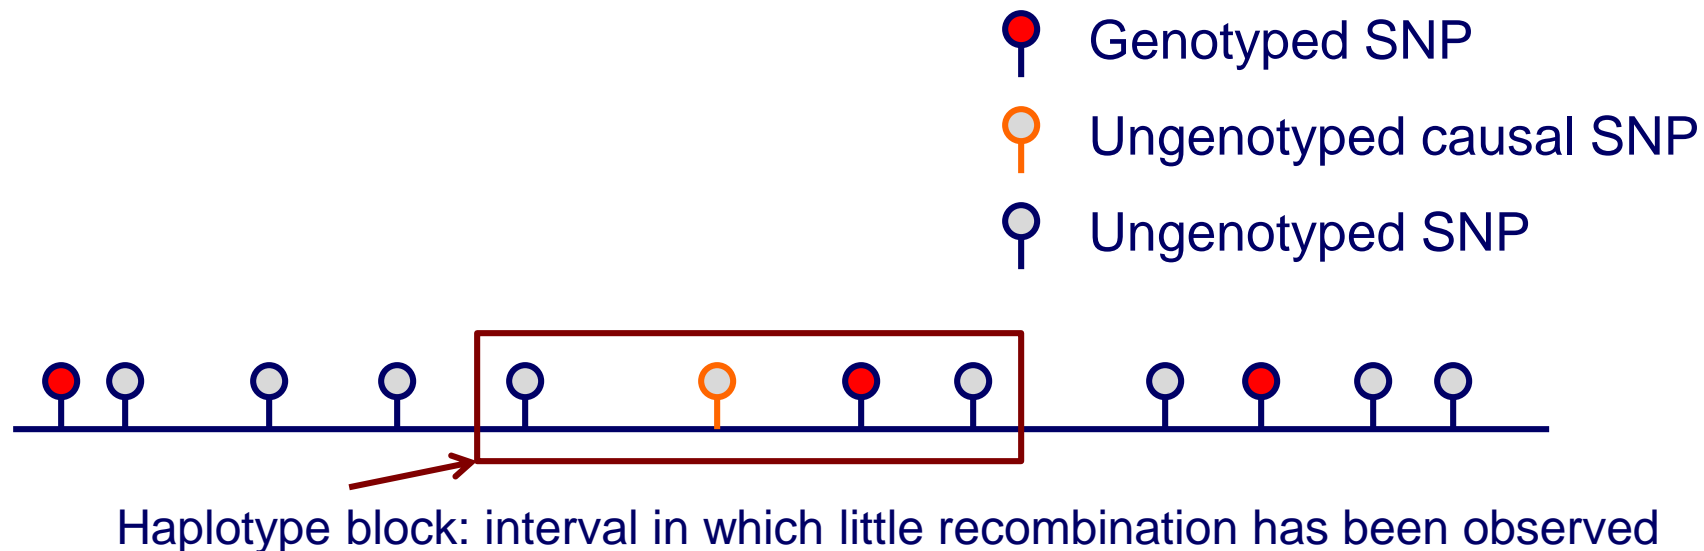 Genotyped SNP
Ungenotyped causal SNP
Ungenotyped SNP
Haplotype block: interval in which little recombination has been observed